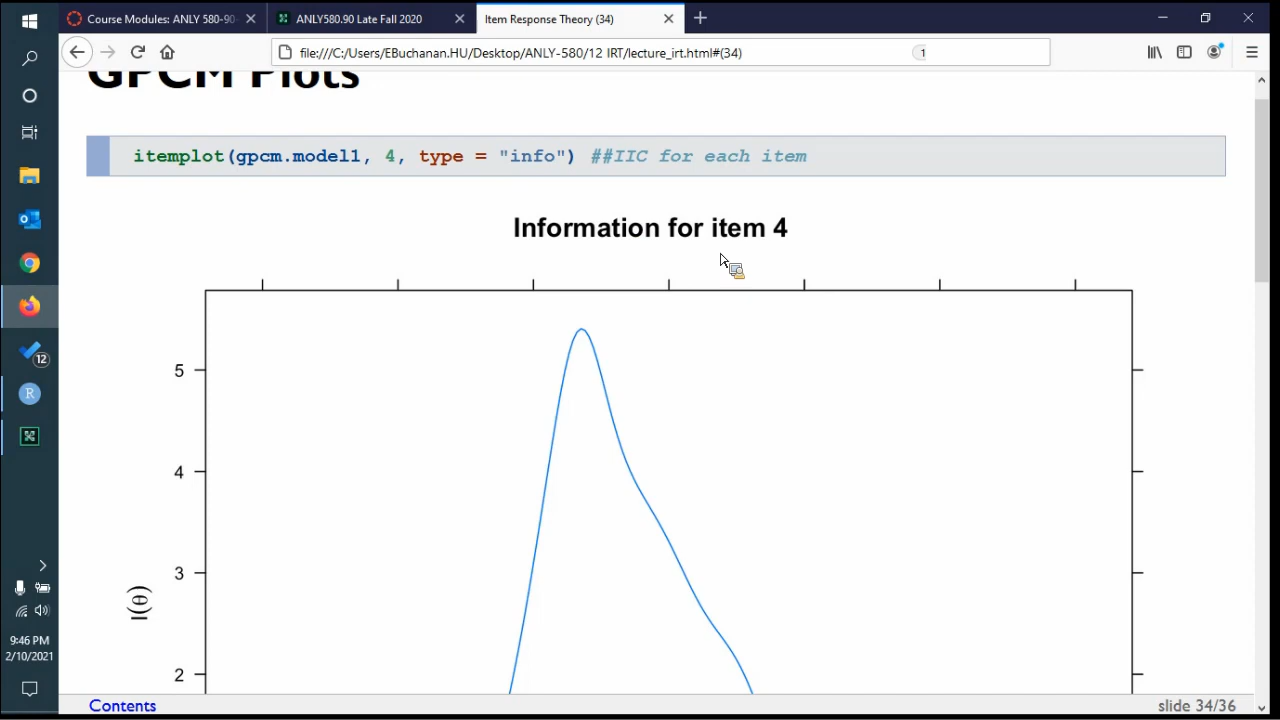 Course Modules: ANLY 580-90-
ANLY580.90 Late Fall 2020
Item Response Theory (34)
file:///C:/Users/EBuchanan.HU/Desktop/ANLY-580/12 IRT/lecture_irt.html#(34)
1
GPCM Plots
itemplot(gpcm.model1, 4, type = "info") ##IIC for each item
Information for item 4
5
4
3
2
I(θ)
12
R
9:46 PM
2/10/2021
Contents
slide 34/36